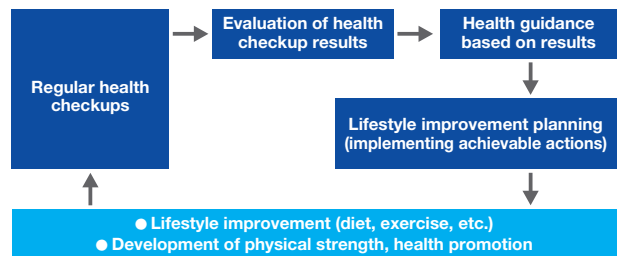 Regular health
checkups
Evaluation of health
checkup results
Health guidance
based on results
Lifestyle improvement planning
(implementing achievable actions)
● Lifestyle improvement (diet, exercise, etc.)
● Development of physical strength, health promotion